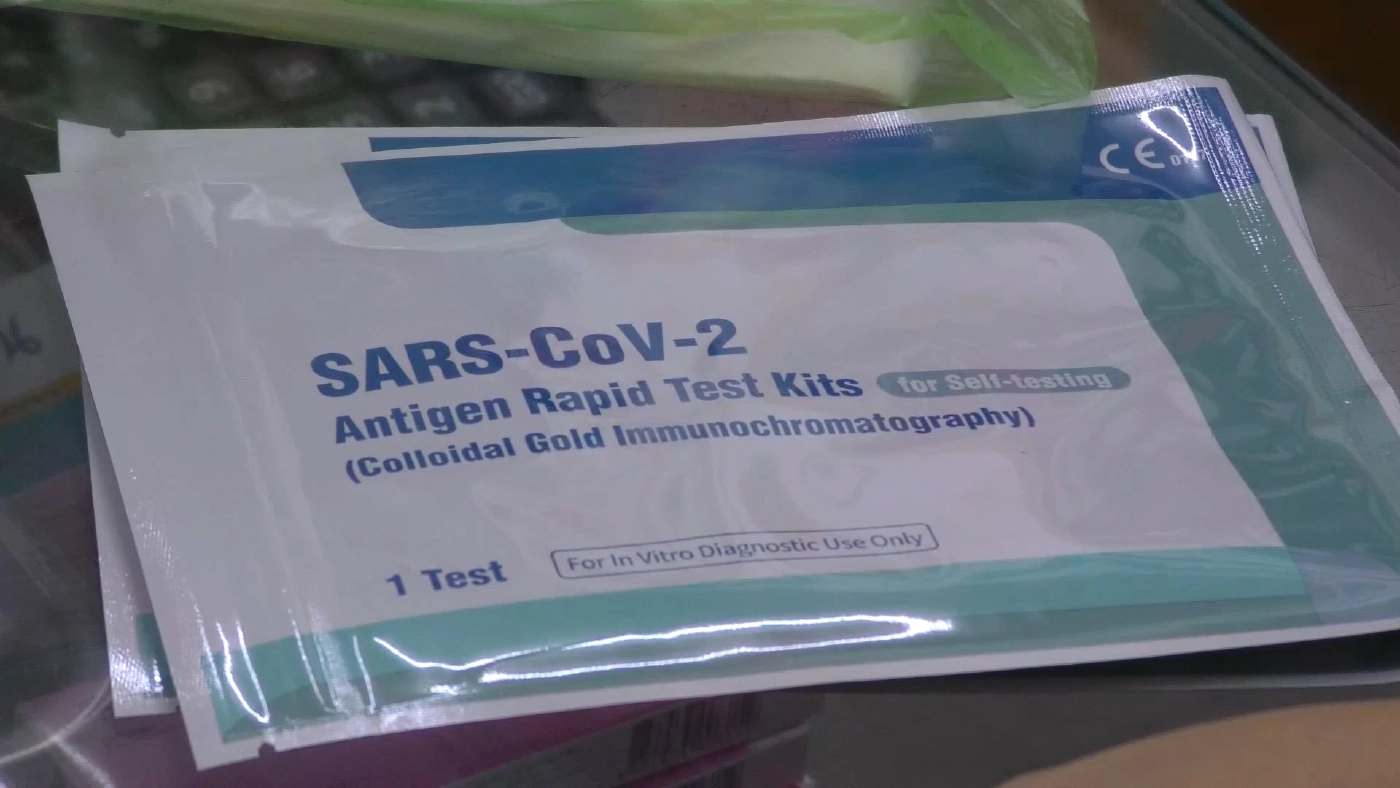 CE
SARS-CoV-2
Antigen Rapid Test Kits for Self-testing
(Colloidal Gold Immunochromatography)
1 Test For In Vitro Diagnostic Use Only